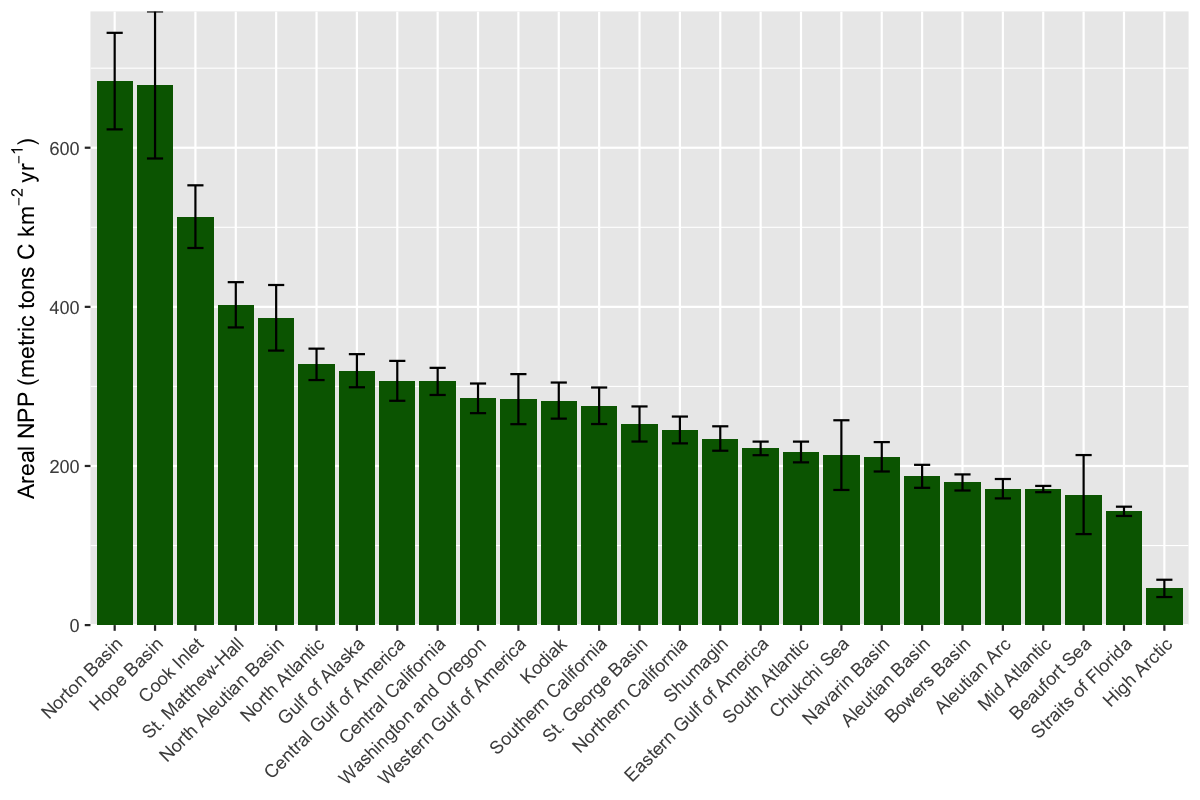 Areal NPP (metric tons C km⁻² yr⁻¹)
600
400
200
0
Norton Basin
Hope Basin
Cook Inlet
St. Matthew-Hall
North Aleutian Basin
North Atlantic
Gulf of Alaska
Central Gulf of America
Central California
Washington and Oregon
Western Gulf of America
Kodiak
Southern California
St. George Basin
Northern California
Shumagin
Eastern Gulf of America
South Atlantic
Chukchi Sea
Navarin Basin
Aleutian Basin
Bowers Basin
Aleutian Arc
Mid Atlantic
Beaufort Sea
Straits of Florida
High Arctic